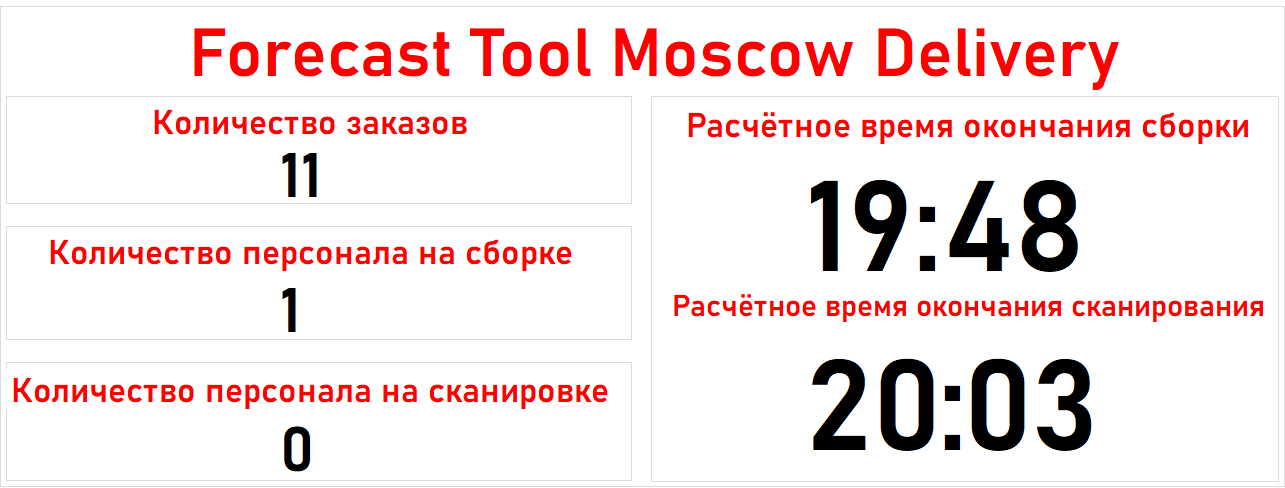 Forecast Tool Moscow Delivery
Количество заказов
11
Количество персонала на сборке
1
Количество персонала на сканировке
0
Расчётное время окончания сборки
19:48
Расчётное время окончания сканирования
20:03